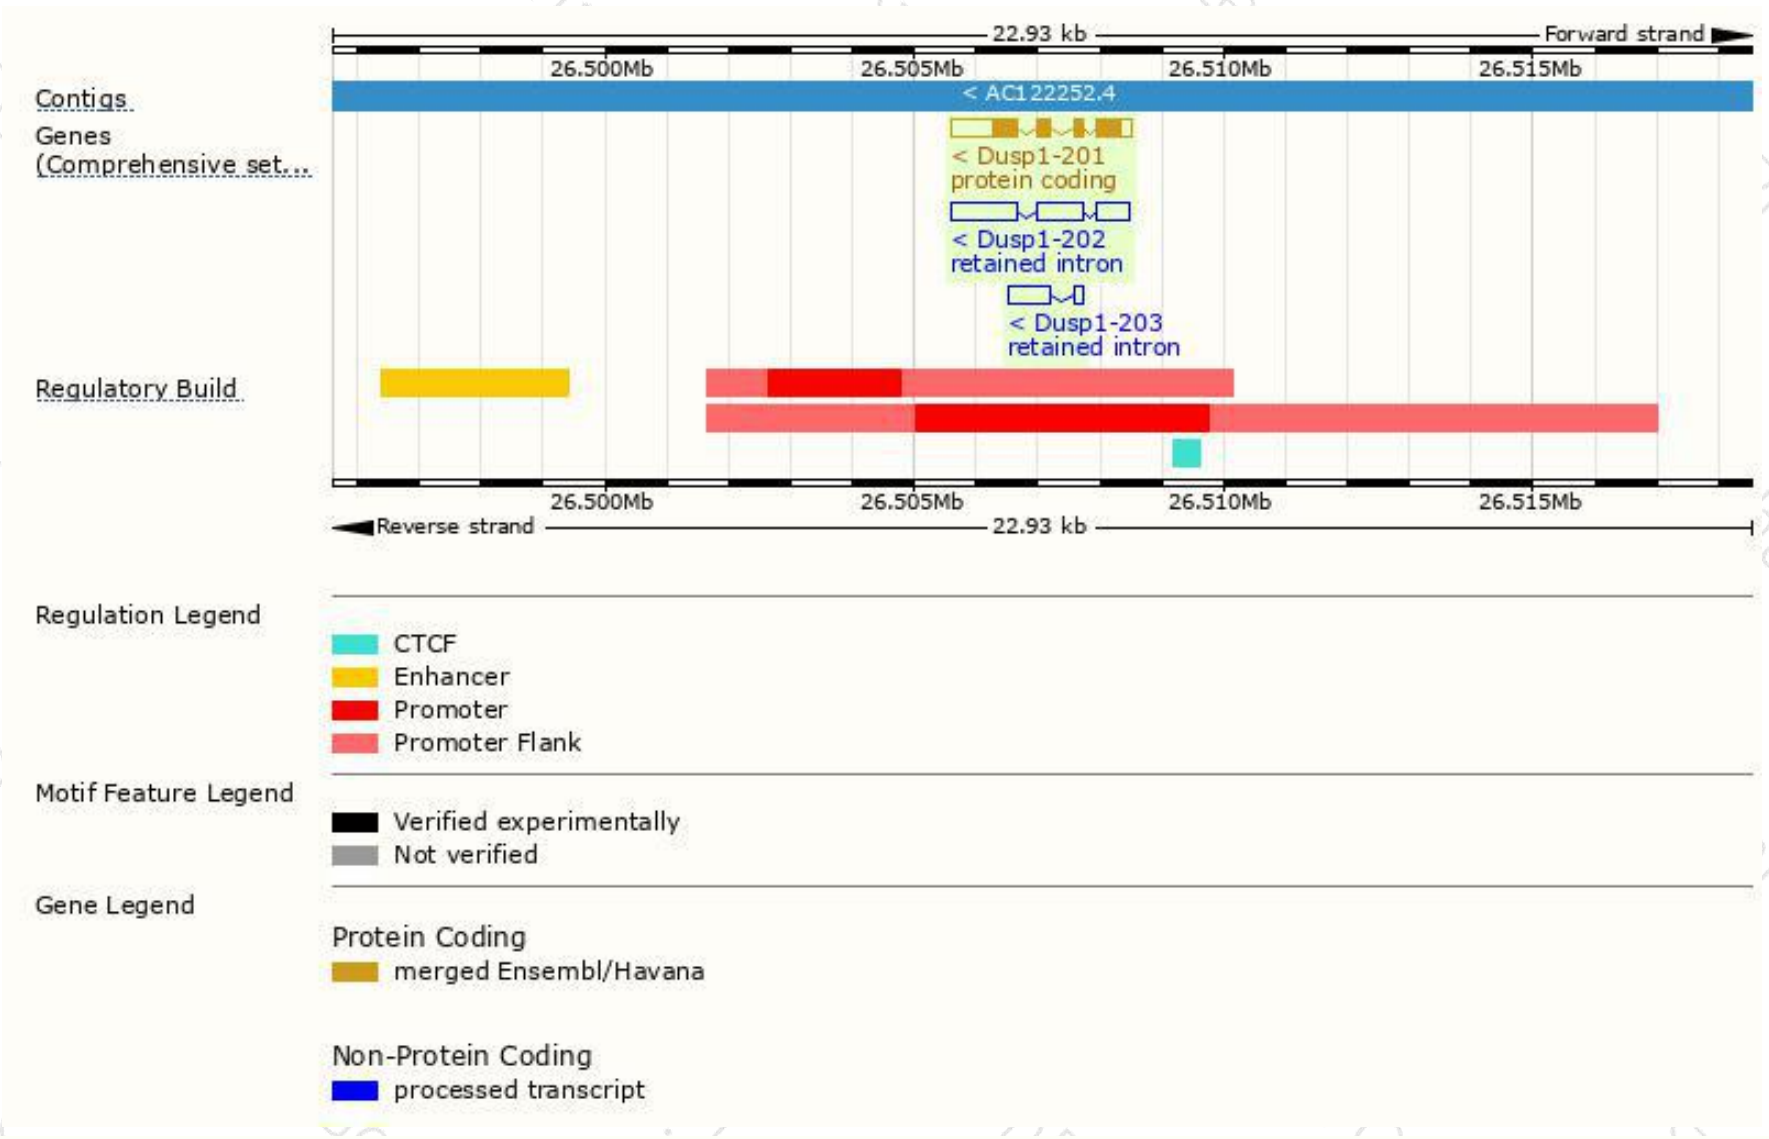 22.93 kb Forward strand
26.500Mb 26.505Mb 26.510Mb 26.515Mb
Contigs < AC122252.4
Genes
(Comprehensive set...
< Dusp1-201
protein coding
< Dusp1-202
retained intron
< Dusp1-203
retained intron
Regulatory Build
26.500Mb 26.505Mb 26.510Mb 26.515Mb
Reverse strand 22.93 kb
Regulation Legend
CTCF
Enhancer
Promoter
Promoter Flank
Motif Feature Legend
Verified experimentally
Not verified
Gene Legend
Protein Coding
merged Ensembl/Havana
Non-Protein Coding
processed transcript